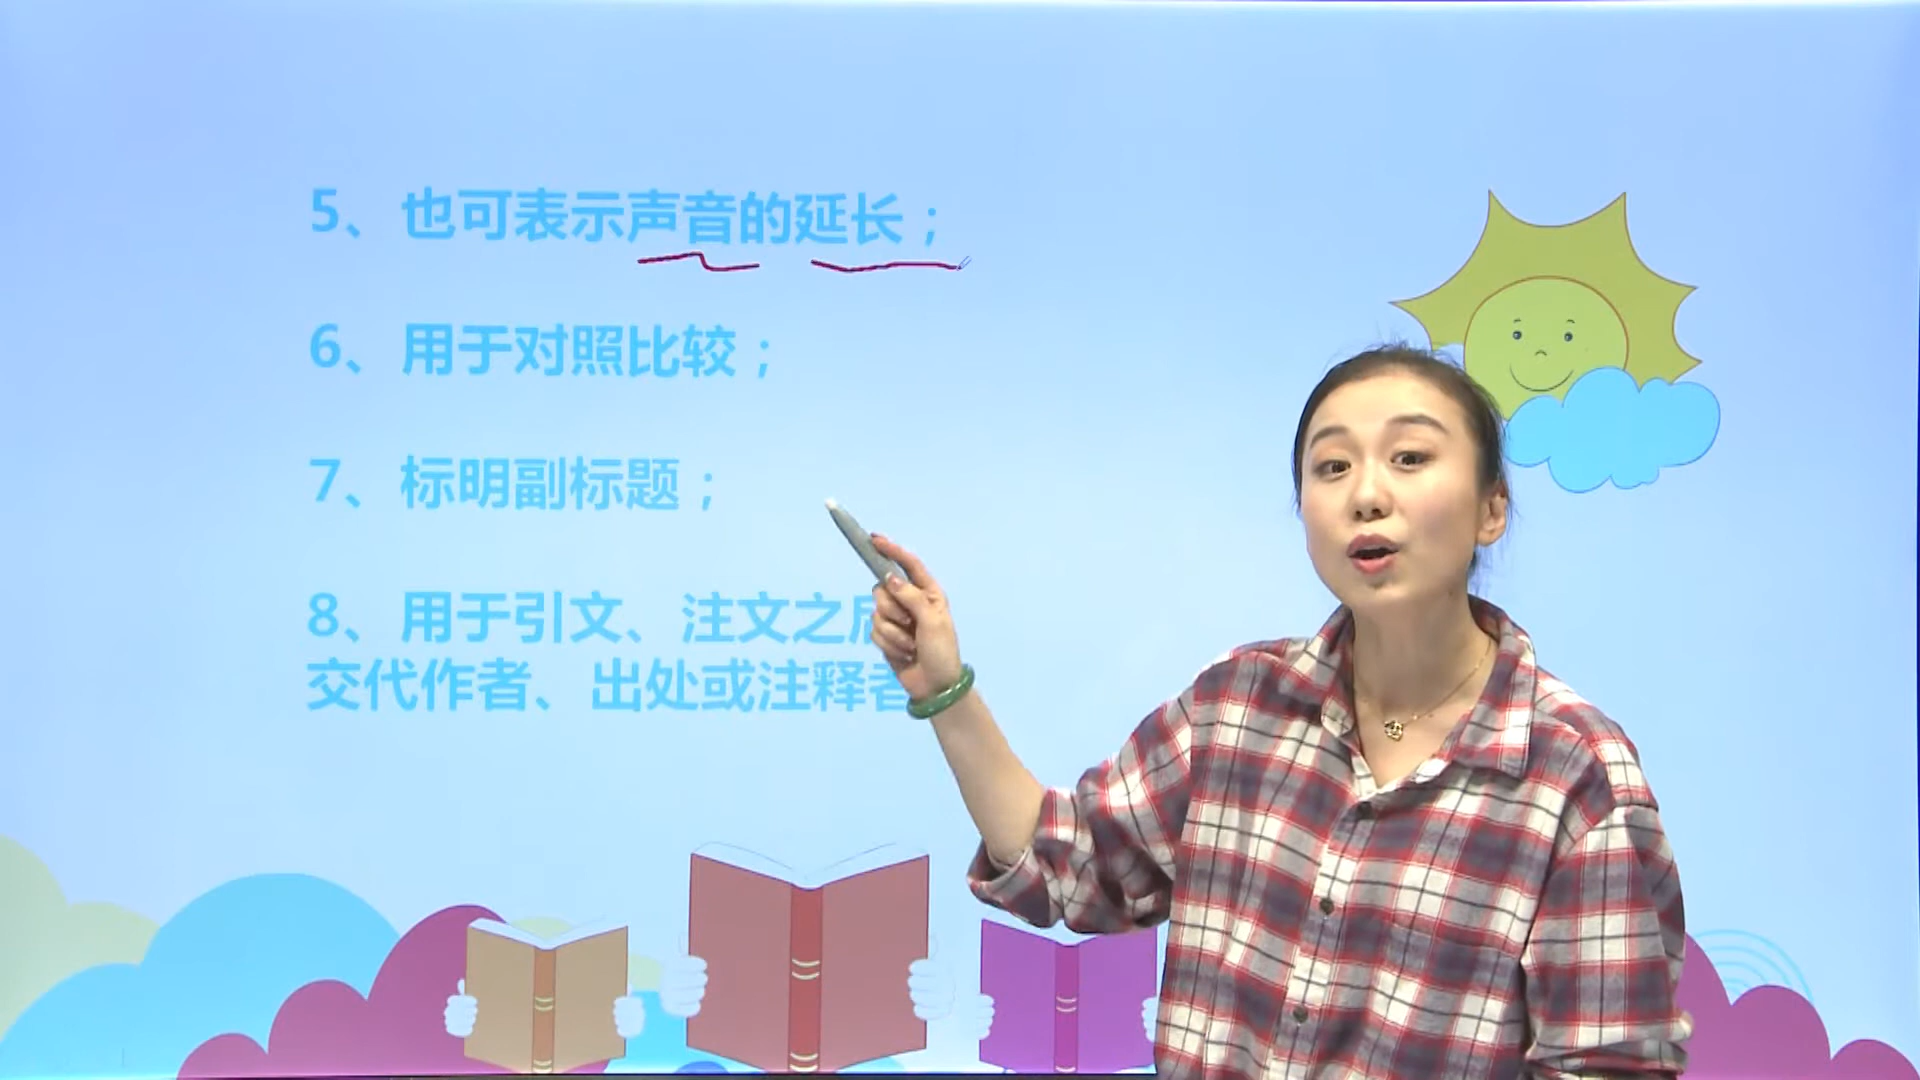 5、也可表示声音的延长；
6、用于对照比较；
7、标明副标题；
8、用于引文、注文之后
交代作者、出处或注释者